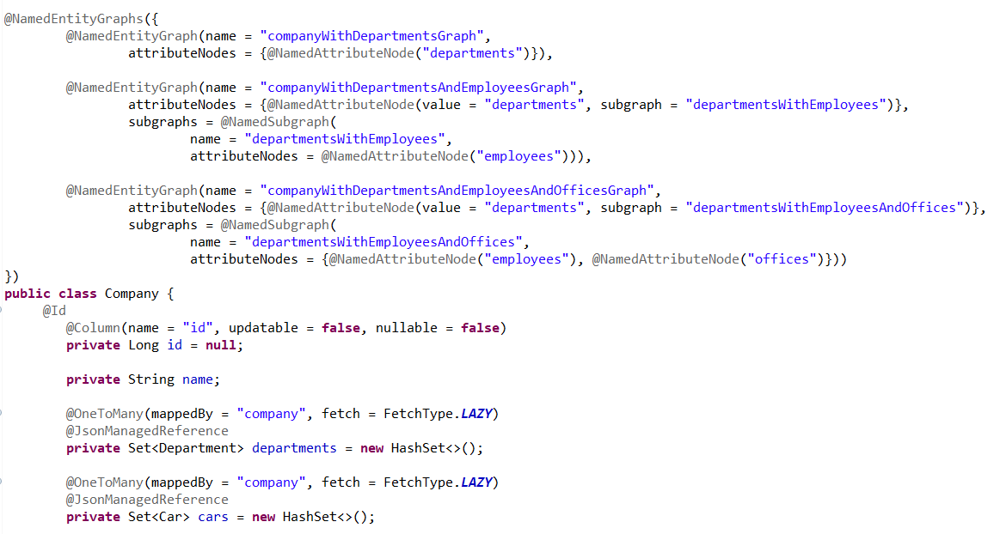 @NamedEntityGraphs({
        @NamedEntityGraph(name = "companyWithDepartmentsGraph",
                attributeNodes = {@NamedAttributeNode("departments")}),

        @NamedEntityGraph(name = "companyWithDepartmentsAndEmployeesGraph",
                attributeNodes = {@NamedAttributeNode(value = "departments", subgraph = "departmentsWithEmployees")},
                subgraphs = @NamedSubgraph(
                        name = "departmentsWithEmployees",
                        attributeNodes = @NamedAttributeNode("employees"))),

        @NamedEntityGraph(name = "companyWithDepartmentsAndEmployeesAndOfficesGraph",
                attributeNodes = {@NamedAttributeNode(value = "departments", subgraph = "departmentsWithEmployeesAndOffices")},
                subgraphs = @NamedSubgraph(
                        name = "departmentsWithEmployeesAndOffices",
                        attributeNodes = {@NamedAttributeNode("employees"), @NamedAttributeNode("offices")}))
})
public class Company {
     @Id
        @Column(name = "id", updatable = false, nullable = false)
        private Long id = null;

        private String name;

        @OneToMany(mappedBy = "company", fetch = FetchType.LAZY)
        @JsonManagedReference
        private Set<Department> departments = new HashSet<>();

        @OneToMany(mappedBy = "company", fetch = FetchType.LAZY)
        @JsonManagedReference
        private Set<Car> cars = new HashSet<>();